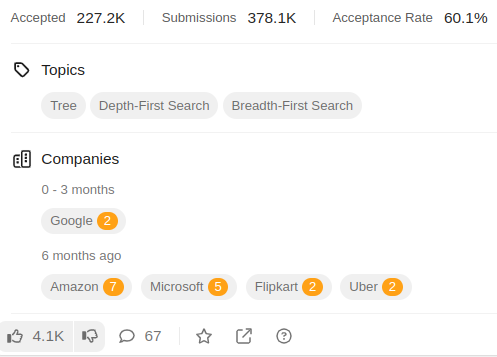 Accepted 227.2K Submissions 378.1K Acceptance Rate 60.1%
Topics
Tree Depth-First Search Breadth-First Search
Companies
0 - 3 months
Google 2
6 months ago
Amazon 7 Microsoft 5 Flipkart 2 Uber 2
4.1K 67